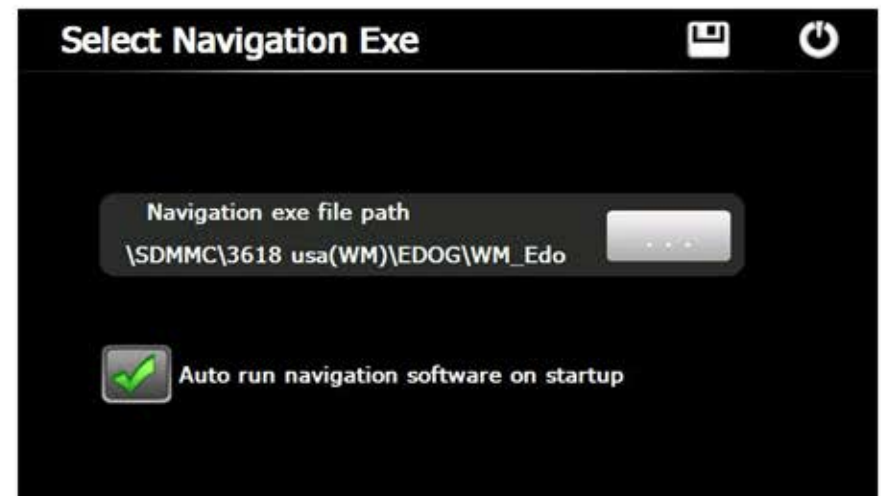 Select Navigation Exe
Navigation exe file path
\SDMMC\3618 usa(WM)\EDOG\WM_Edo
...
Auto run navigation software on startup